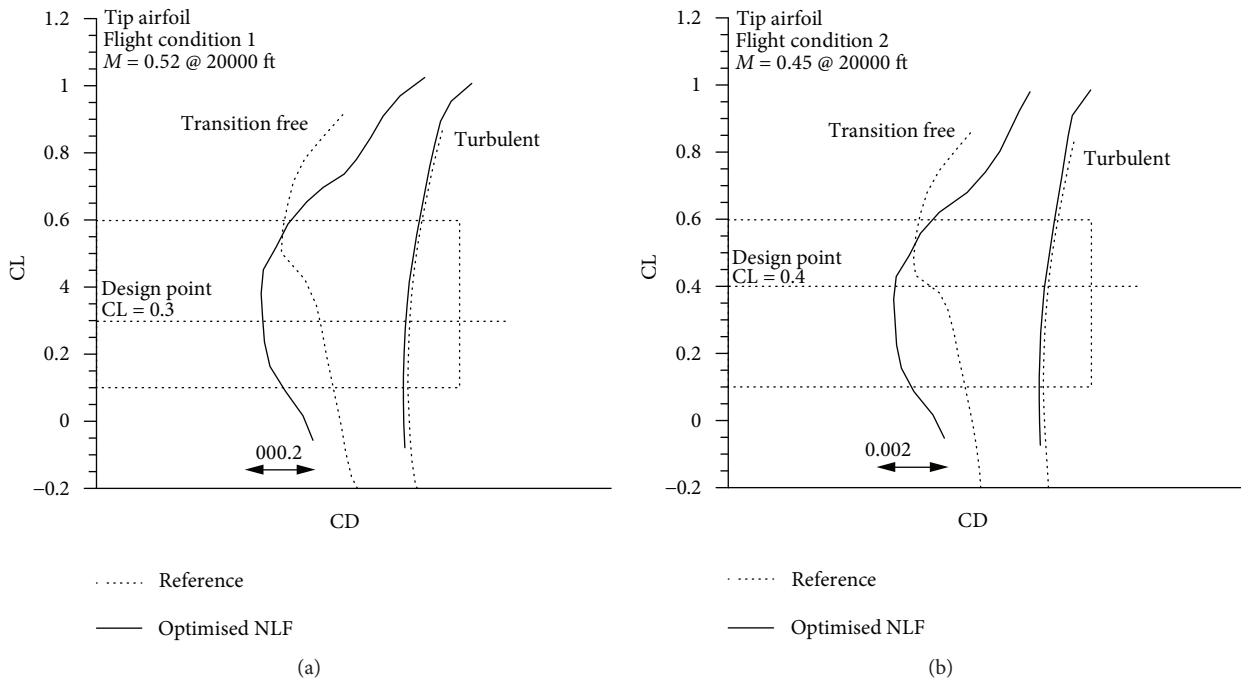 Tip airfoil
Flight condition 1
M = 0.52 @ 20000 ft
Transition free
Turbulent
Design point
CL = 0.3
000.2
1.2
1
0.8
0.6
4
0.2
0
−0.2
CL
CD
Reference
Optimised NLF
(a)
Tip airfoil
Flight condition 2
M = 0.45 @ 20000 ft
Transition free
Turbulent
Design point
CL = 0.4
0.002
1.2
1
0.8
0.6
0.4
0.2
0
−0.2
CL
CD
Reference
Optimised NLF
(b)